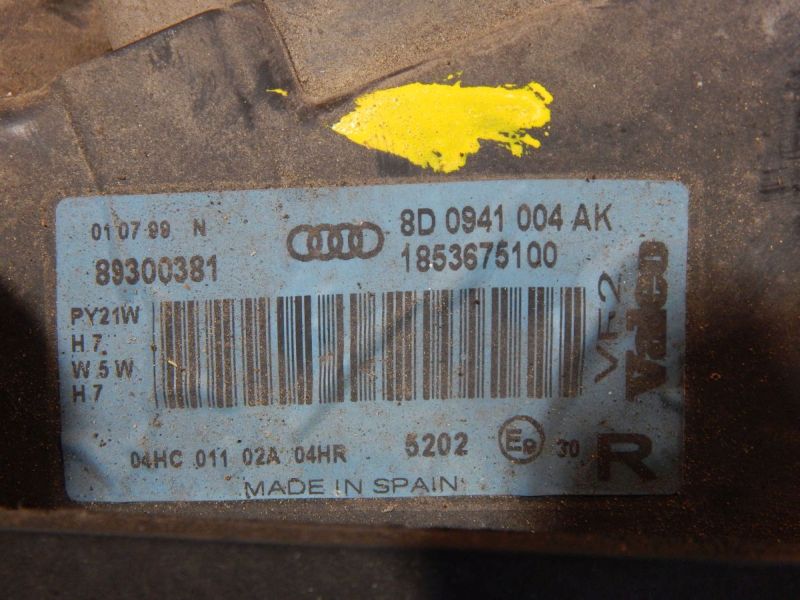 01 07 99 N
8D 0941 004 AK
89300381
1853675100
PY21W
H7
W5W
H7
VF2
Valeo
04HC 011 02A 04HR
5202
E9
30
R
MADE IN SPAIN